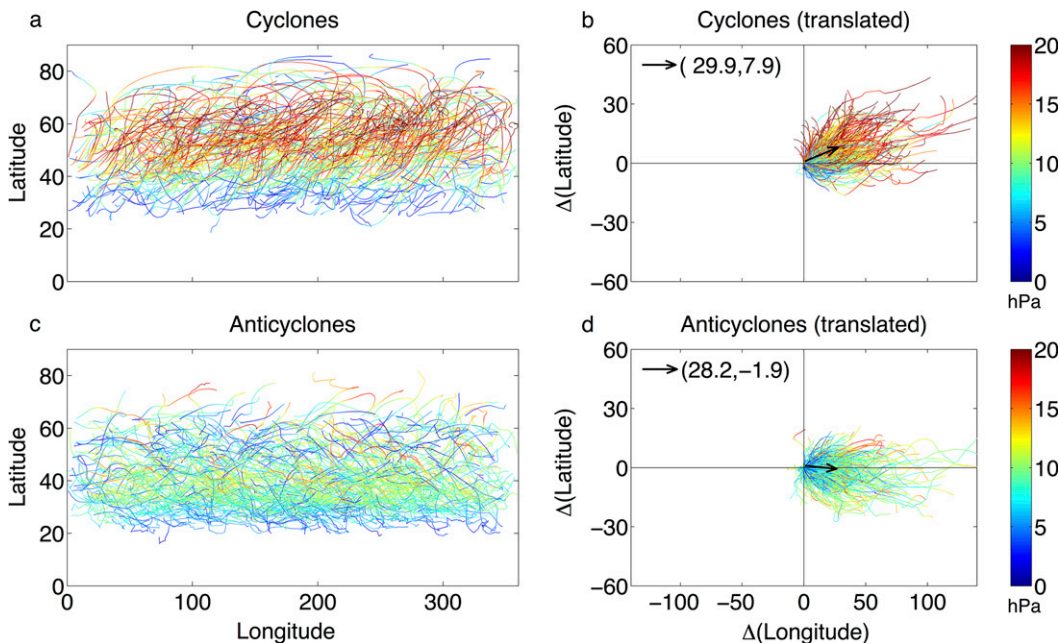 a Cyclones
80
60
40
20
0
Latitude
b Cyclones (translated)
( 29.9,7.9)
60
30
0
−30
−60
Δ(Latitude)
20
15
10
5
0
hPa
c Anticyclones
80
60
40
20
0
Latitude
0 100 200 300
Longitude
d Anticyclones (translated)
(28.2,−1.9)
60
30
0
−30
−60
Δ(Latitude)
−100 −50 0 50 100
Δ(Longitude)
20
15
10
5
0
hPa